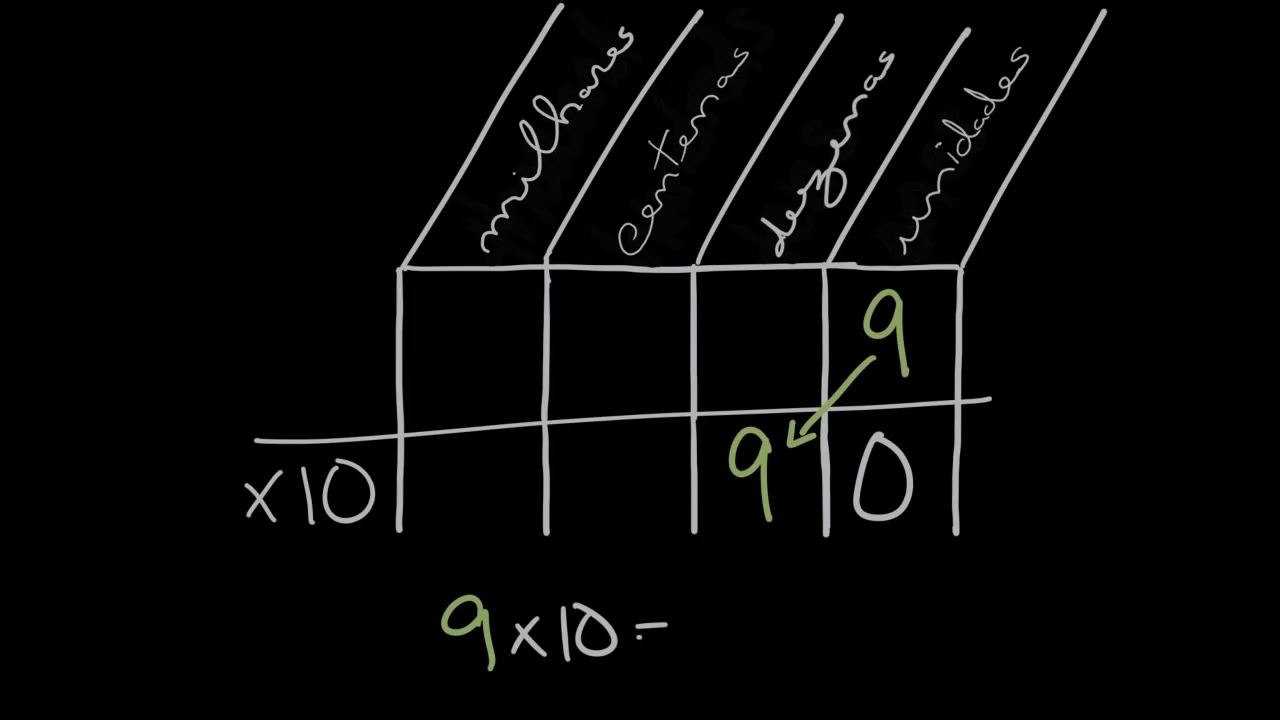 milhares centenas dezenas unidades
9
x10 9 0
9x10=